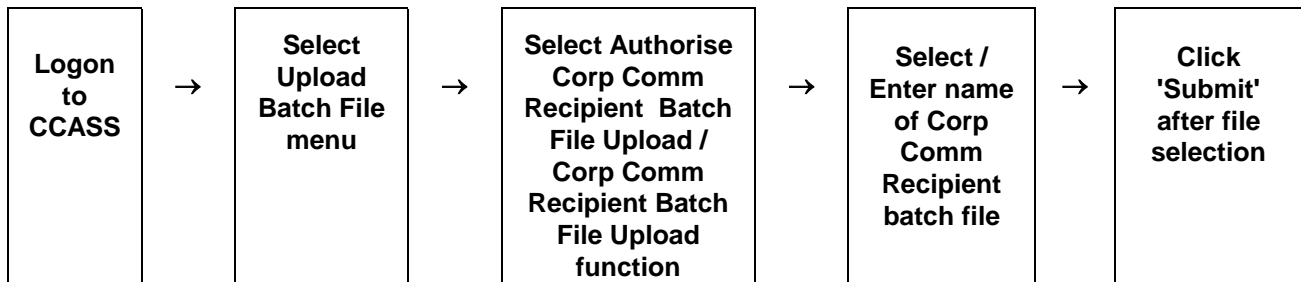 Logon
to
CCASS
→
Select
Upload
Batch File
menu
→
Select Authorise
Corp Comm
Recipient Batch
File Upload /
Corp Comm
Recipient Batch
File Upload
function
→
Select /
Enter name
of Corp
Comm
Recipient
batch file
→
Click
'Submit'
after file
selection